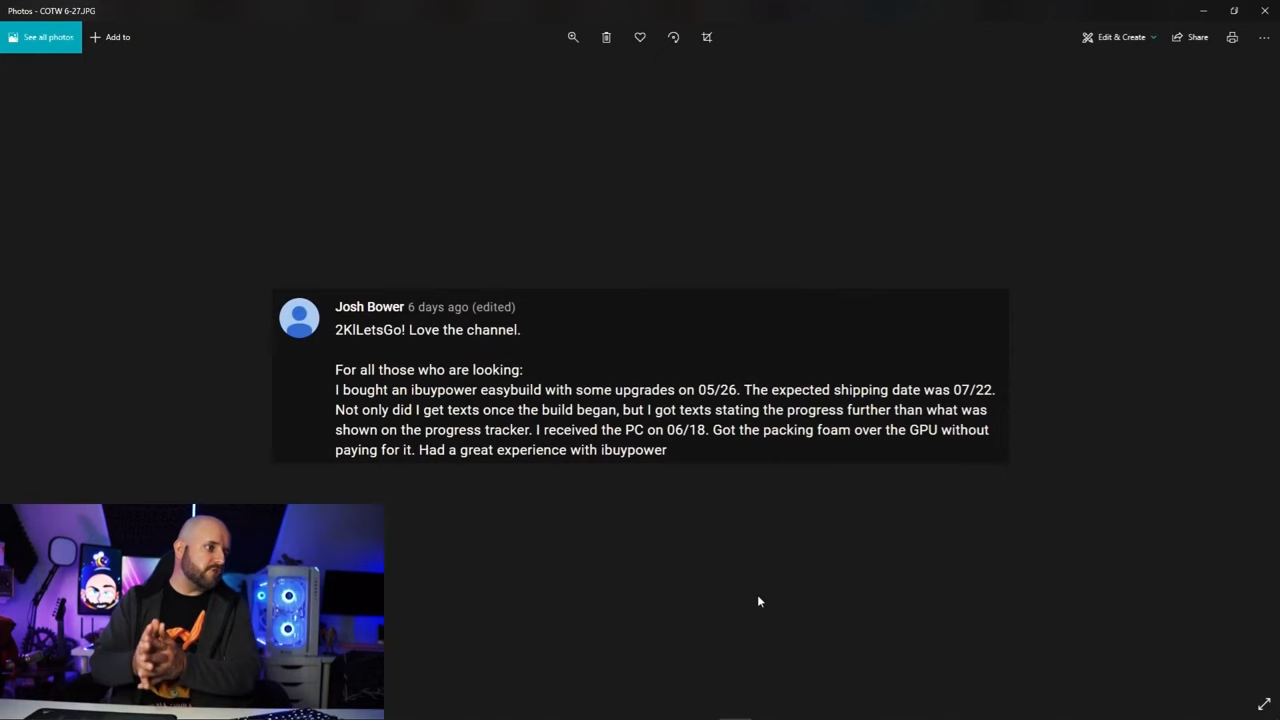 Photos - COTW 6-27.JPG
See all photos
Add to
Edit & Create
Share
Josh Bower 6 days ago (edited)
2KlLetsGo! Love the channel.
For all those who are looking:
I bought an ibuypower easybuild with some upgrades on 05/26. The expected shipping date was 07/22.
Not only did I get texts once the build began, but I got texts stating the progress further than what was
shown on the progress tracker. I received the PC on 06/18. Got the packing foam over the GPU without
paying for it. Had a great experience with ibuypower